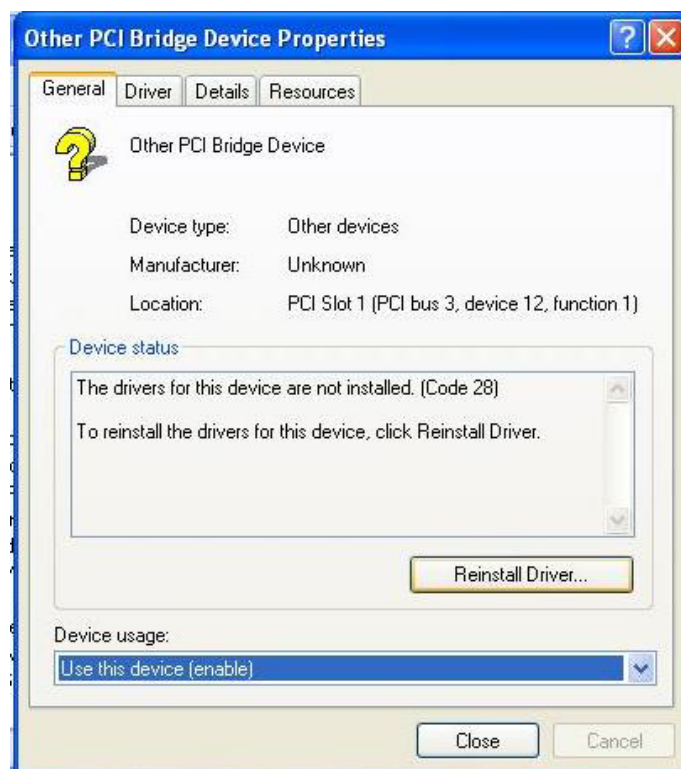 Other PCI Bridge Device Properties
General Driver Details Resources
Other PCI Bridge Device
Device type: Other devices
Manufacturer: Unknown
Location: PCI Slot 1 (PCI bus 3, device 12, function 1)
Device status
The drivers for this device are not installed. (Code 28)
To reinstall the drivers for this device, click Reinstall Driver.
Reinstall Driver...
Device usage:
Use this device (enable)
Close Cancel